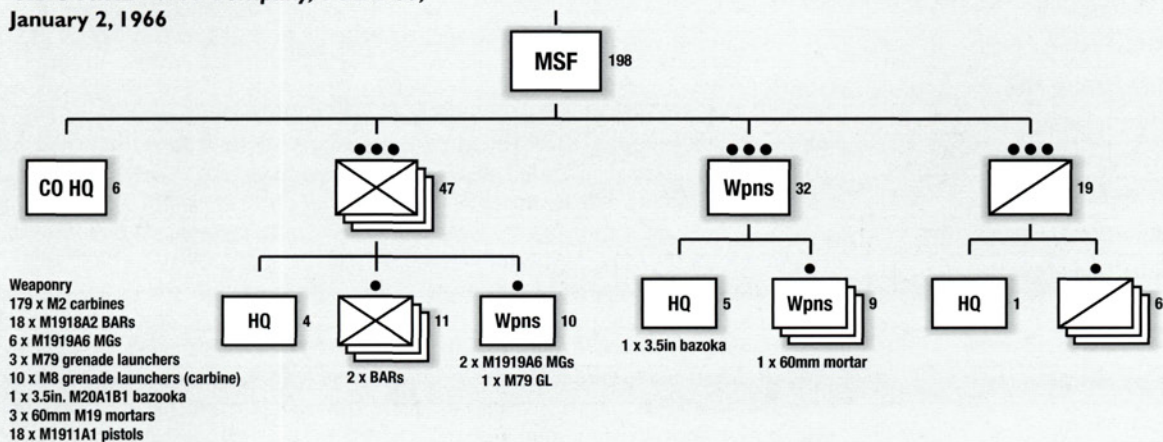 January 2, 1966
MSF 198
CO HQ 6
47
Wpns 32
19
HQ 4
11
Wpns 10
HQ 5
Wpns 9
HQ 1
6
2 x BARs
2 x M1919A6 MGs
1 x M79 GL
1 x 3.5in bazoka
1 x 60mm mortar
Weaponry
179 x M2 carbines
18 x M1918A2 BARs
6 x M1919A6 MGs
3 x M79 grenade launchers
10 x M8 grenade launchers (carbine)
1 x 3.5in. M20A1B1 bazooka
3 x 60mm M19 mortars
18 x M1911A1 pistols